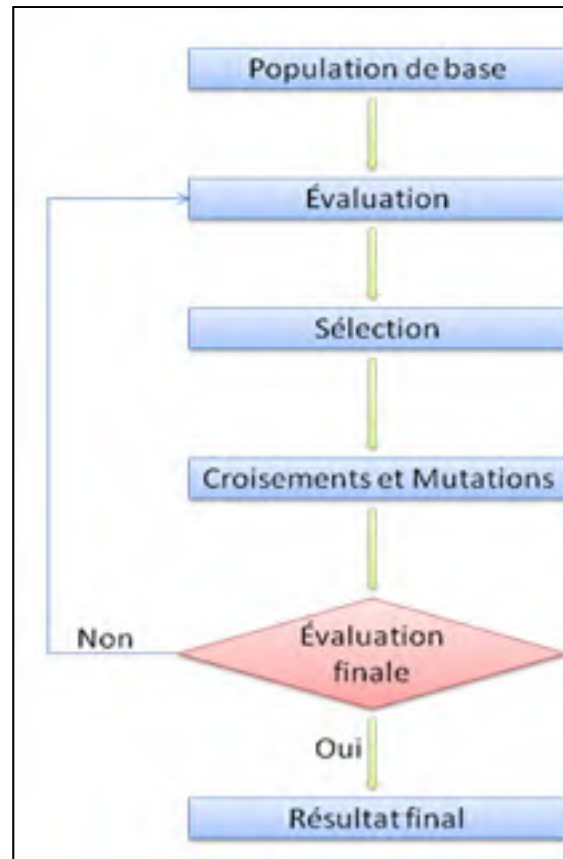 Population de base
Évaluation
Sélection
Croisements et Mutations
Évaluation
finale
Non
Oui
Résultat final